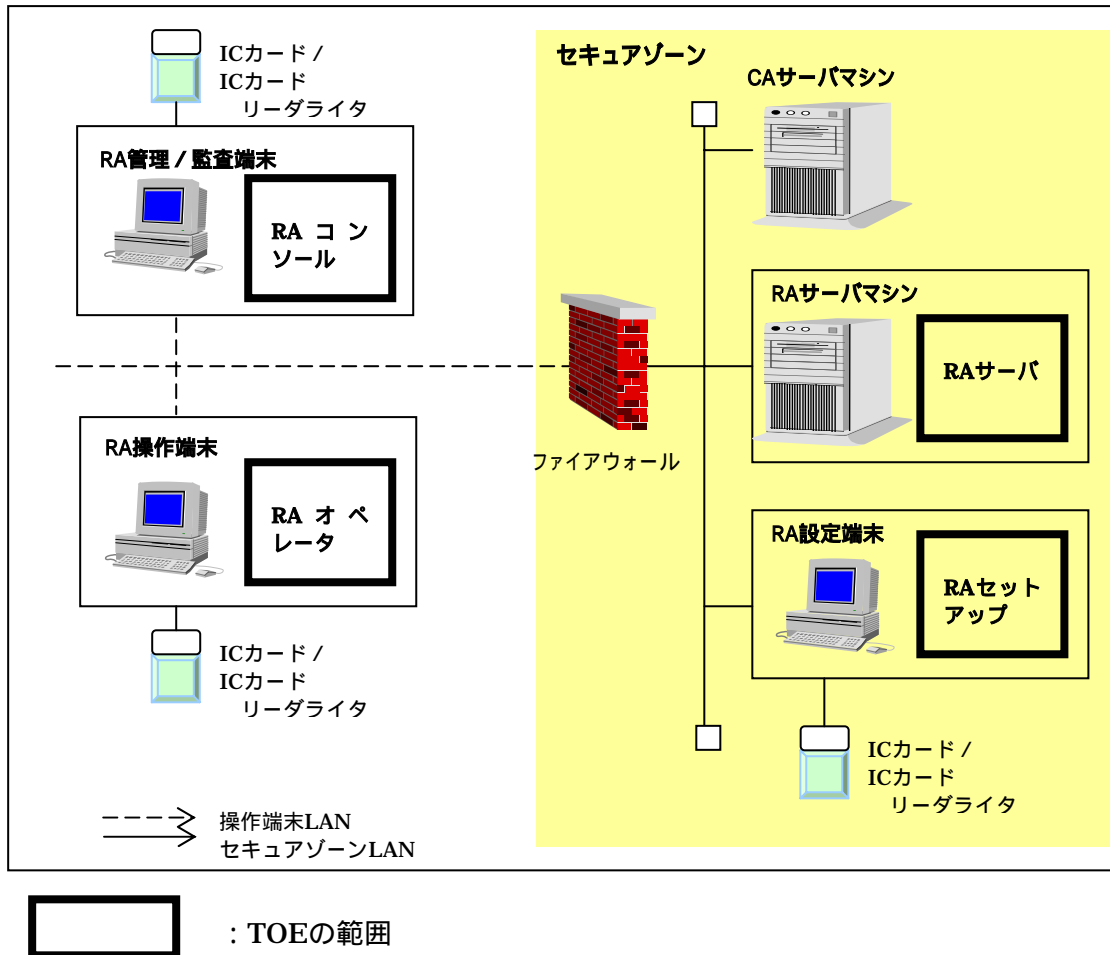 ICカード /
ICカード
リーダライタ
RA管理 / 監査端末
RA コ ン
ソール
RA操作端末
RA オ ペ
レータ
ICカード /
ICカード
リーダライタ
操作端末LAN
セキュアゾーンLAN
セキュアゾーン
CAサーバマシン
ファイアウォール
RAサーバマシン
RAサーバ
RA設定端末
RAセット
アップ
ICカード /
ICカード
リーダライタ
：TOEの範囲